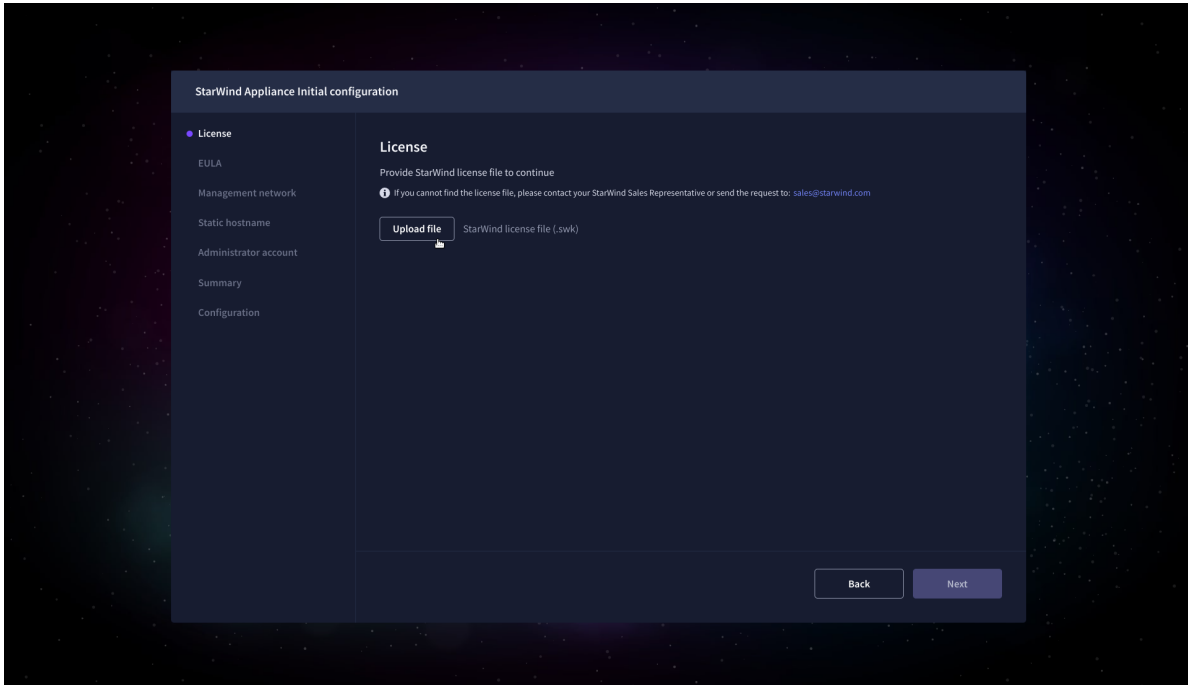 StarWind Appliance Initial configuration
License
EULA
Management network
Static hostname
Administrator account
Summary
Configuration
License
Provide StarWind license file to continue
If you cannot find the license file, please contact your StarWind Sales Representative or send the request to: sales@starwind.com
Upload file StarWind license file (.swk)
Back Next